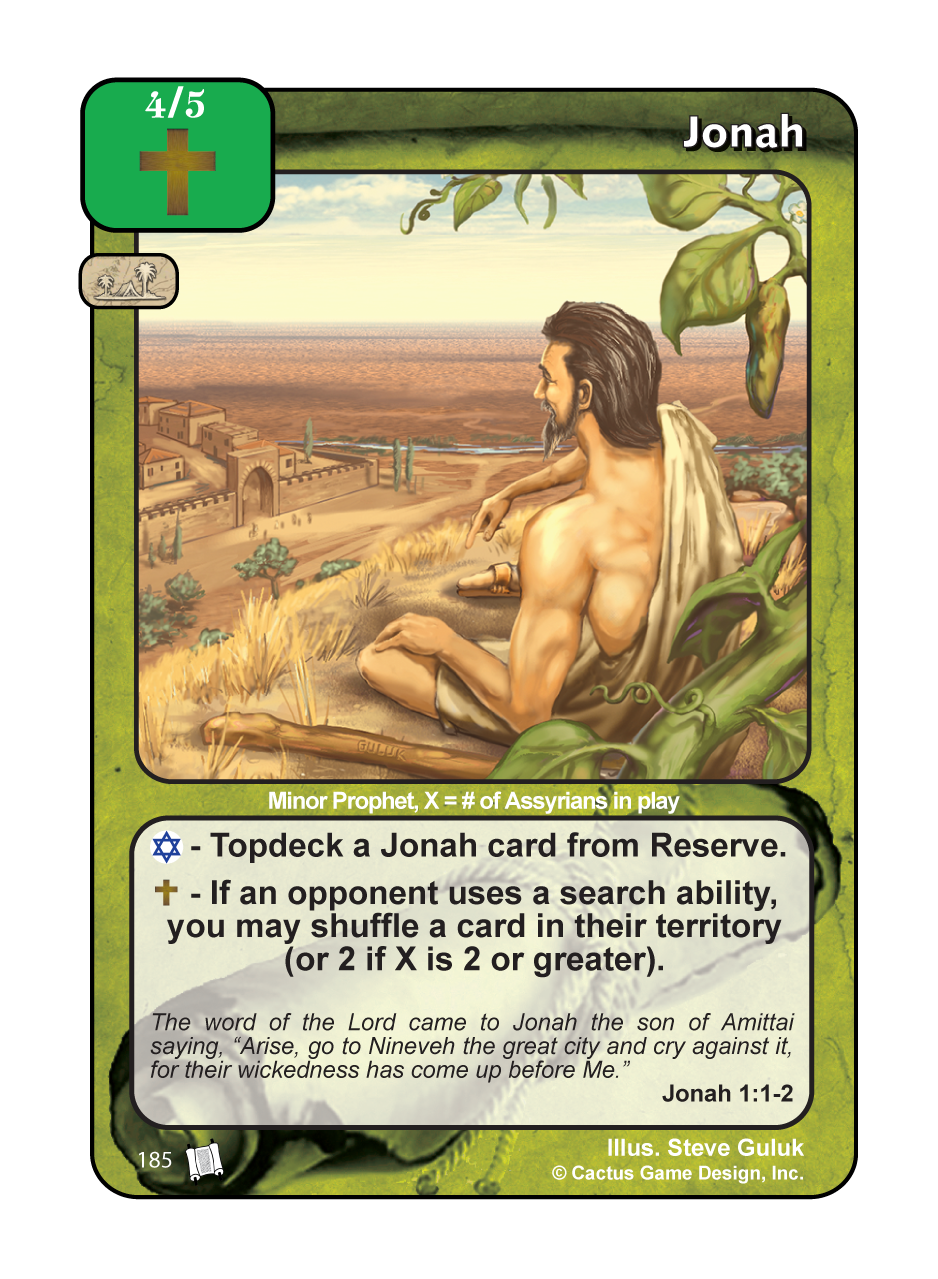 4/5
Jonah
GULUK
Minor Prophet, X = # of Assyrians in play
- Topdeck a Jonah card from Reserve.
- If an opponent uses a search ability,
you may shuffle a card in their territory
(or 2 if X is 2 or greater).
The word of the Lord came to Jonah the son of Amittai
saying, “Arise, go to Nineveh the great city and cry against it,
for their wickedness has come up before Me.”
Jonah 1:1-2
185
Illus. Steve Guluk
© Cactus Game Design, Inc.